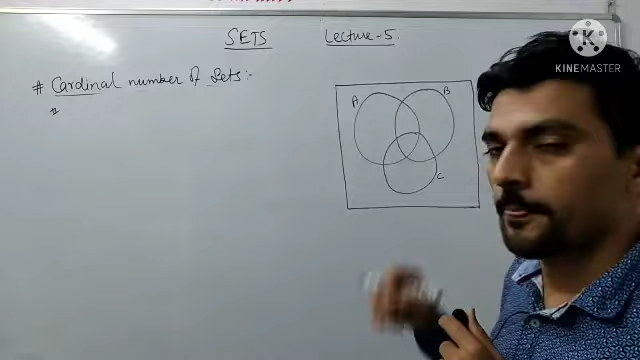 SETS Lecture-5
# Cardinal number of Sets:-
#
A B
C
KINEMASTER